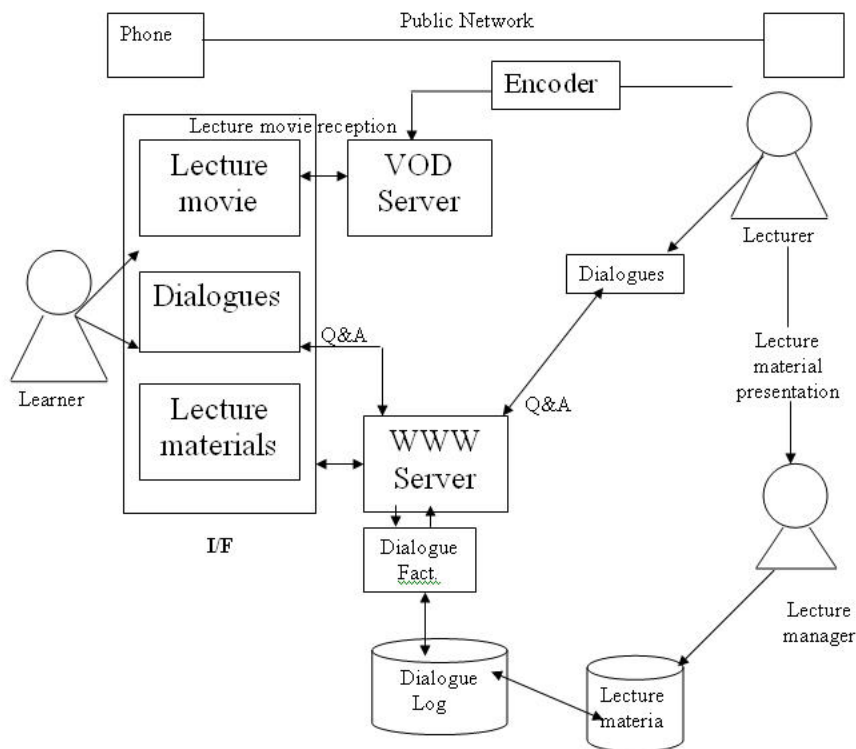 Public Network
Phone
Encoder
Lecture movie reception
Lecture
movie
VOD
Server
Lecturer
Dialogues
Dialogues
Q&A
Learner
Lecture
material
presentation
Q&A
Lecture
materials
WWW
Server
I/F
Dialogue
Fact.
Lecture
manager
Dialogue
Log
Lecture
materia